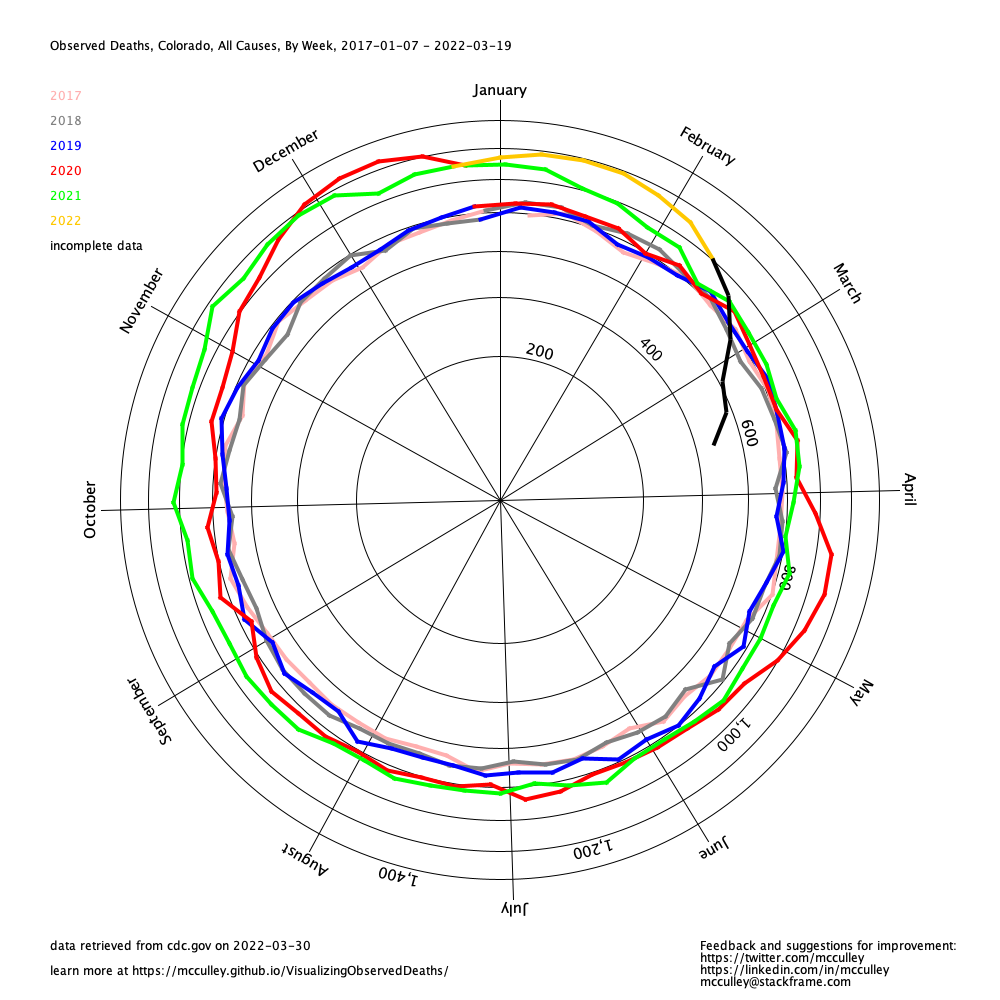 Observed Deaths, Colorado, All Causes, By Week, 2017-01-07 - 2022-03-19
2017
2018
2019
2020
2021
2022
incomplete data
January
February
March
April
May
June
July
August
September
October
November
December
200
400
600
800
1,000
1,200
1,400
data retrieved from cdc.gov on 2022-03-30
learn more at https://mcculley.github.io/VisualizingObservedDeaths/
Feedback and suggestions for improvement:
https://twitter.com/mcculley
https://linkedin.com/in/mcculley
mcculley@stackframe.com